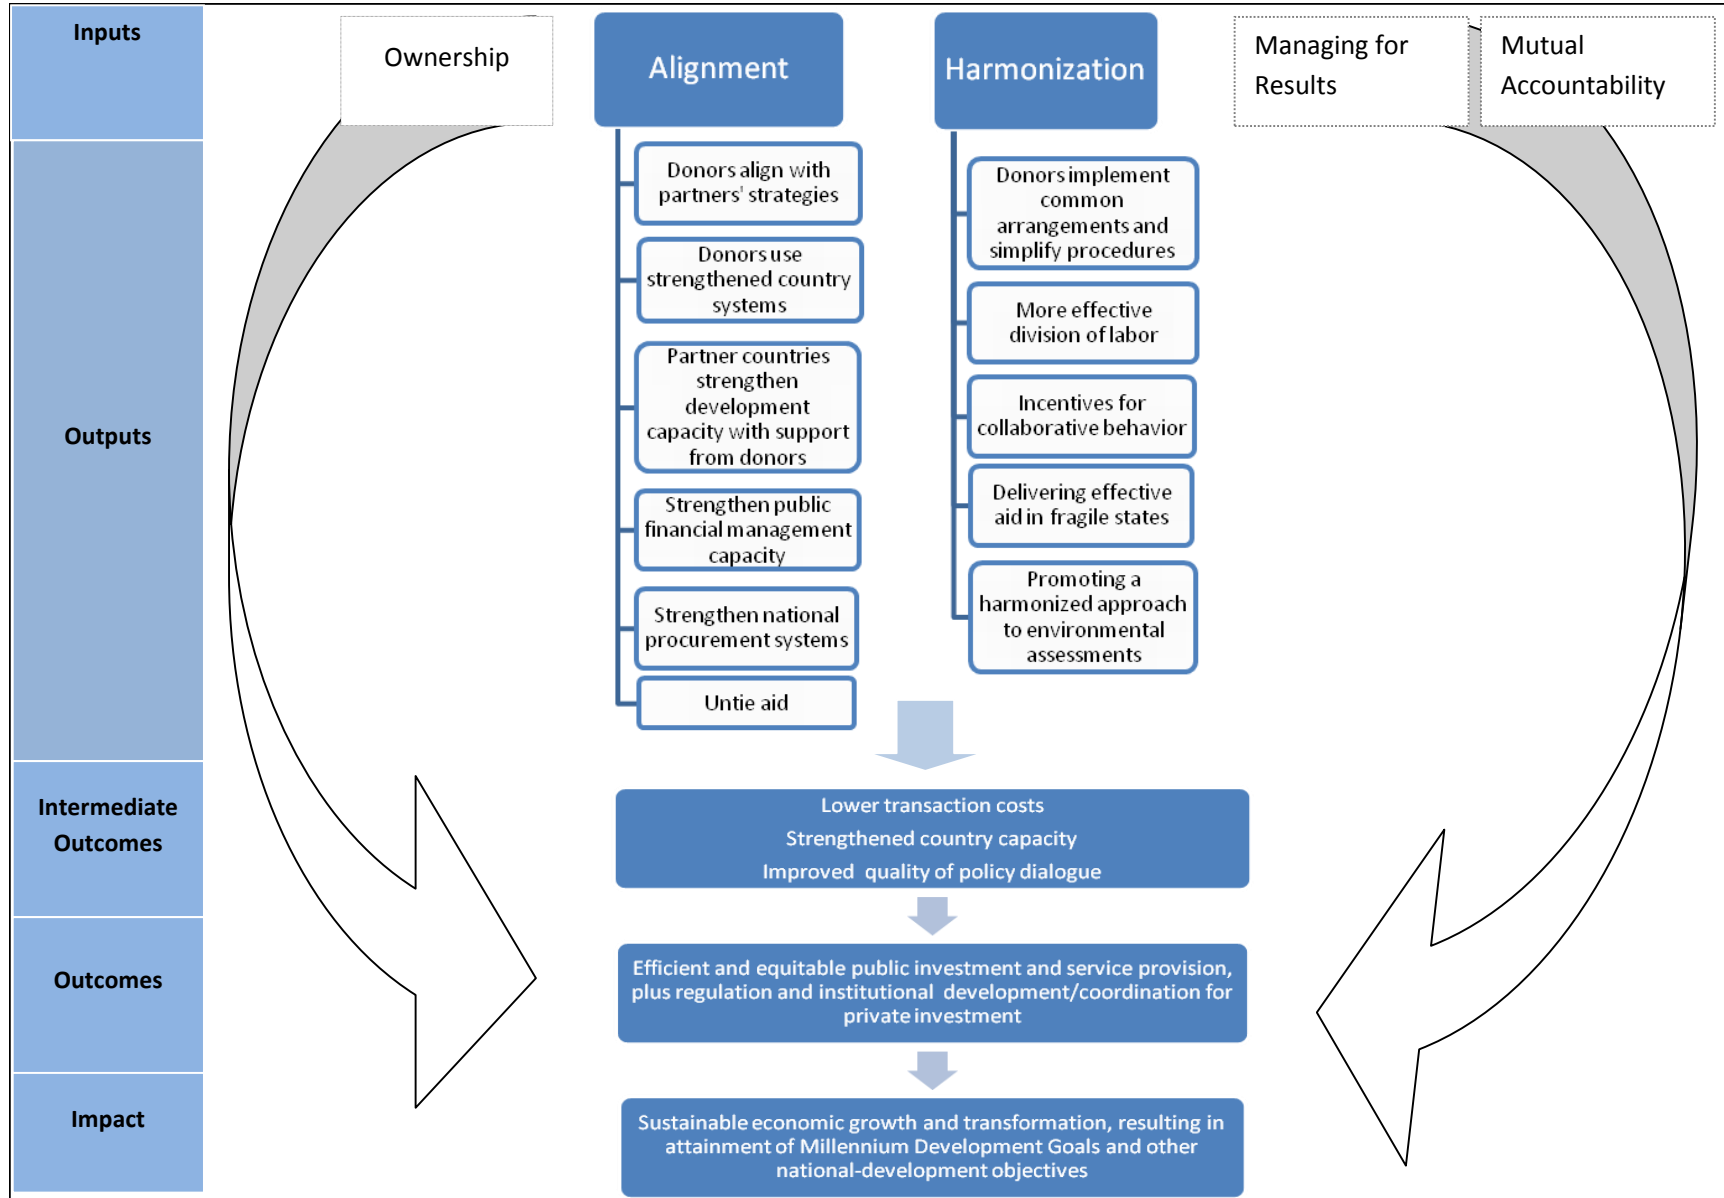 Inputs
Ownership
Alignment
Harmonization
Managing for
Results
Mutual
Accountability
Outputs
Donors align with
partners' strategies
Donors use
strengthened country
systems
Partner countries
strengthen
development
capacity with support
from donors
Strengthen public
financial management
capacity
Strengthen national
procurement systems
Untie aid
Donors implement
common
arrangements and
simplify procedures
More effective
division of labor
Incentives for
collaborative behavior
Delivering effective
aid in fragile states
Promoting a
harmonized approach
to environmental
assessments
Intermediate
Outcomes
Lower transaction costs
Strengthened country capacity
Improved quality of policy dialogue
Outcomes
Efficient and equitable public investment and service provision,
plus regulation and institutional development/coordination for
private investment
Impact
Sustainable economic growth and transformation, resulting in
attainment of Millennium Development Goals and other
national-development objectives